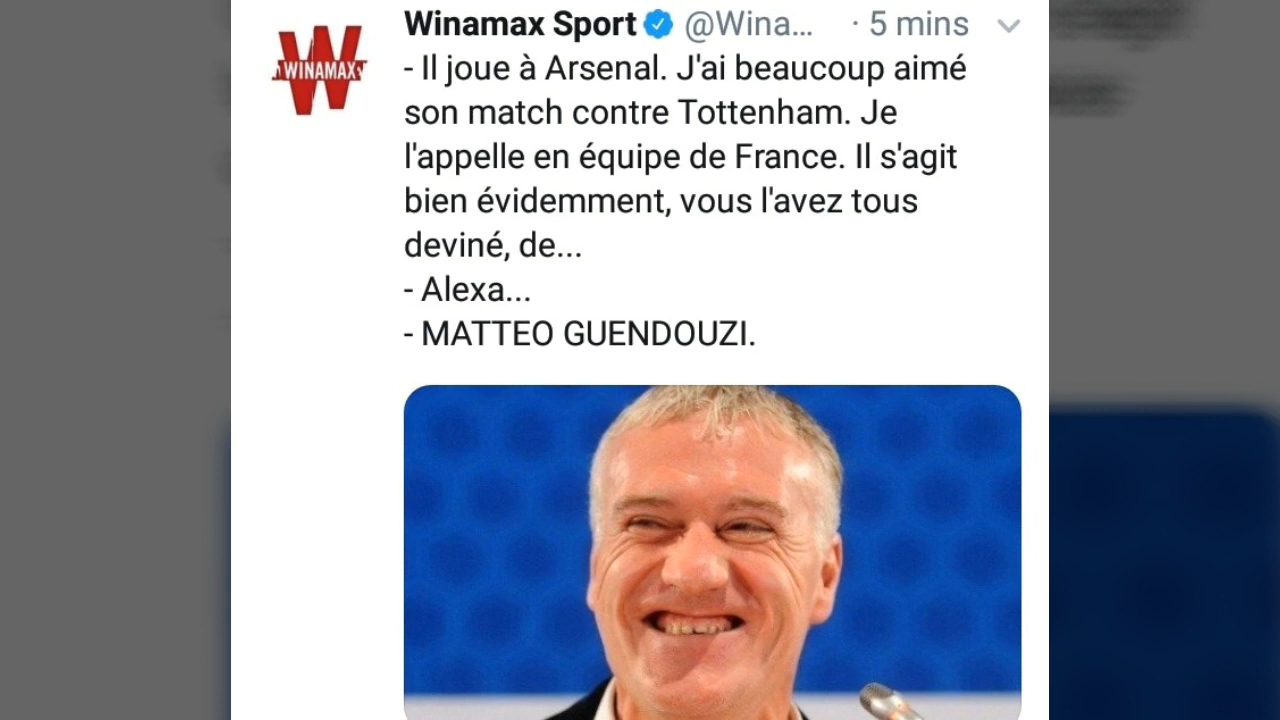 Winamax Sport @Wina... · 5 mins
WINAMAX
- Il joue à Arsenal. J'ai beaucoup aimé
son match contre Tottenham. Je
l'appelle en équipe de France. Il s'agit
bien évidemment, vous l'avez tous
deviné, de...
- Alexa...
- MATTEO GUENDOUZI.